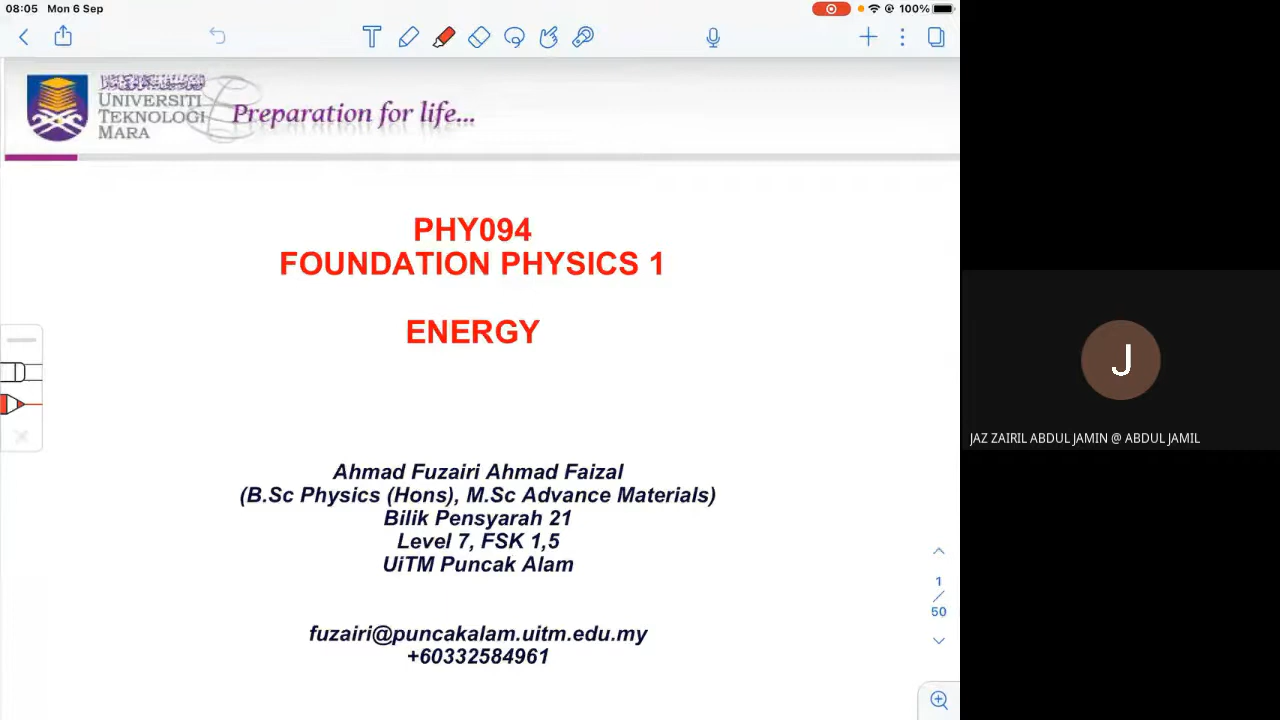 08:05 Mon 6 Sep
100%
UNIVERSITI
TEKNOLOGI
MARA
Preparation for life...
PHY094
FOUNDATION PHYSICS 1
ENERGY
Ahmad Fuzairi Ahmad Faizal
(B.Sc Physics (Hons), M.Sc Advance Materials)
Bilik Pensyarah 21
Level 7, FSK 1,5
UiTM Puncak Alam
fuzairi@puncakalam.uitm.edu.my
+60332584961
1
/
50
J
JAZ ZAIRIL ABDUL JAMIN @ ABDUL JAMIL